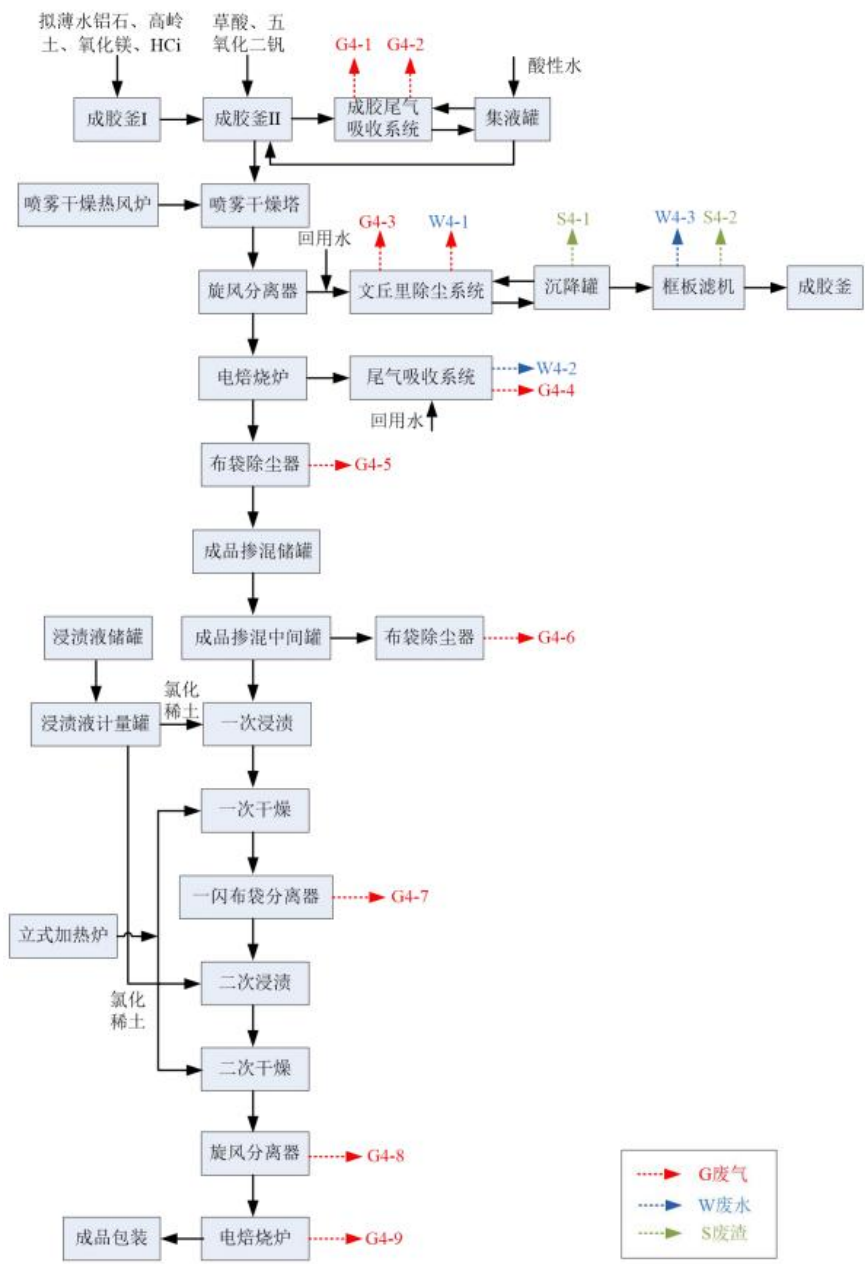 拟薄水铝石、高岭
土、氧化镁、HCi
草酸、五
氧化二钒
G4-1
G4-2
酸性水
成胶釜I
成胶釜II
成胶尾气
吸收系统
集液罐
喷雾干燥热风炉
喷雾干燥塔
回用水
G4-3
W4-1
S4-1
W4-3
S4-2
旋风分离器
文丘里除尘系统
沉降罐
框板滤机
成胶釜
电焙烧炉
尾气吸收系统
W4-2
G4-4
回用水
布袋除尘器
G4-5
成品掺混储罐
浸渍液储罐
成品掺混中间罐
布袋除尘器
G4-6
氯化
稀土
浸渍液计量罐
一次浸渍
一次干燥
一闪布袋分离器
G4-7
立式加热炉
二次浸渍
氯化
稀土
二次干燥
旋风分离器
G4-8
成品包装
电焙烧炉
G4-9
G废气
W废水
S废渣